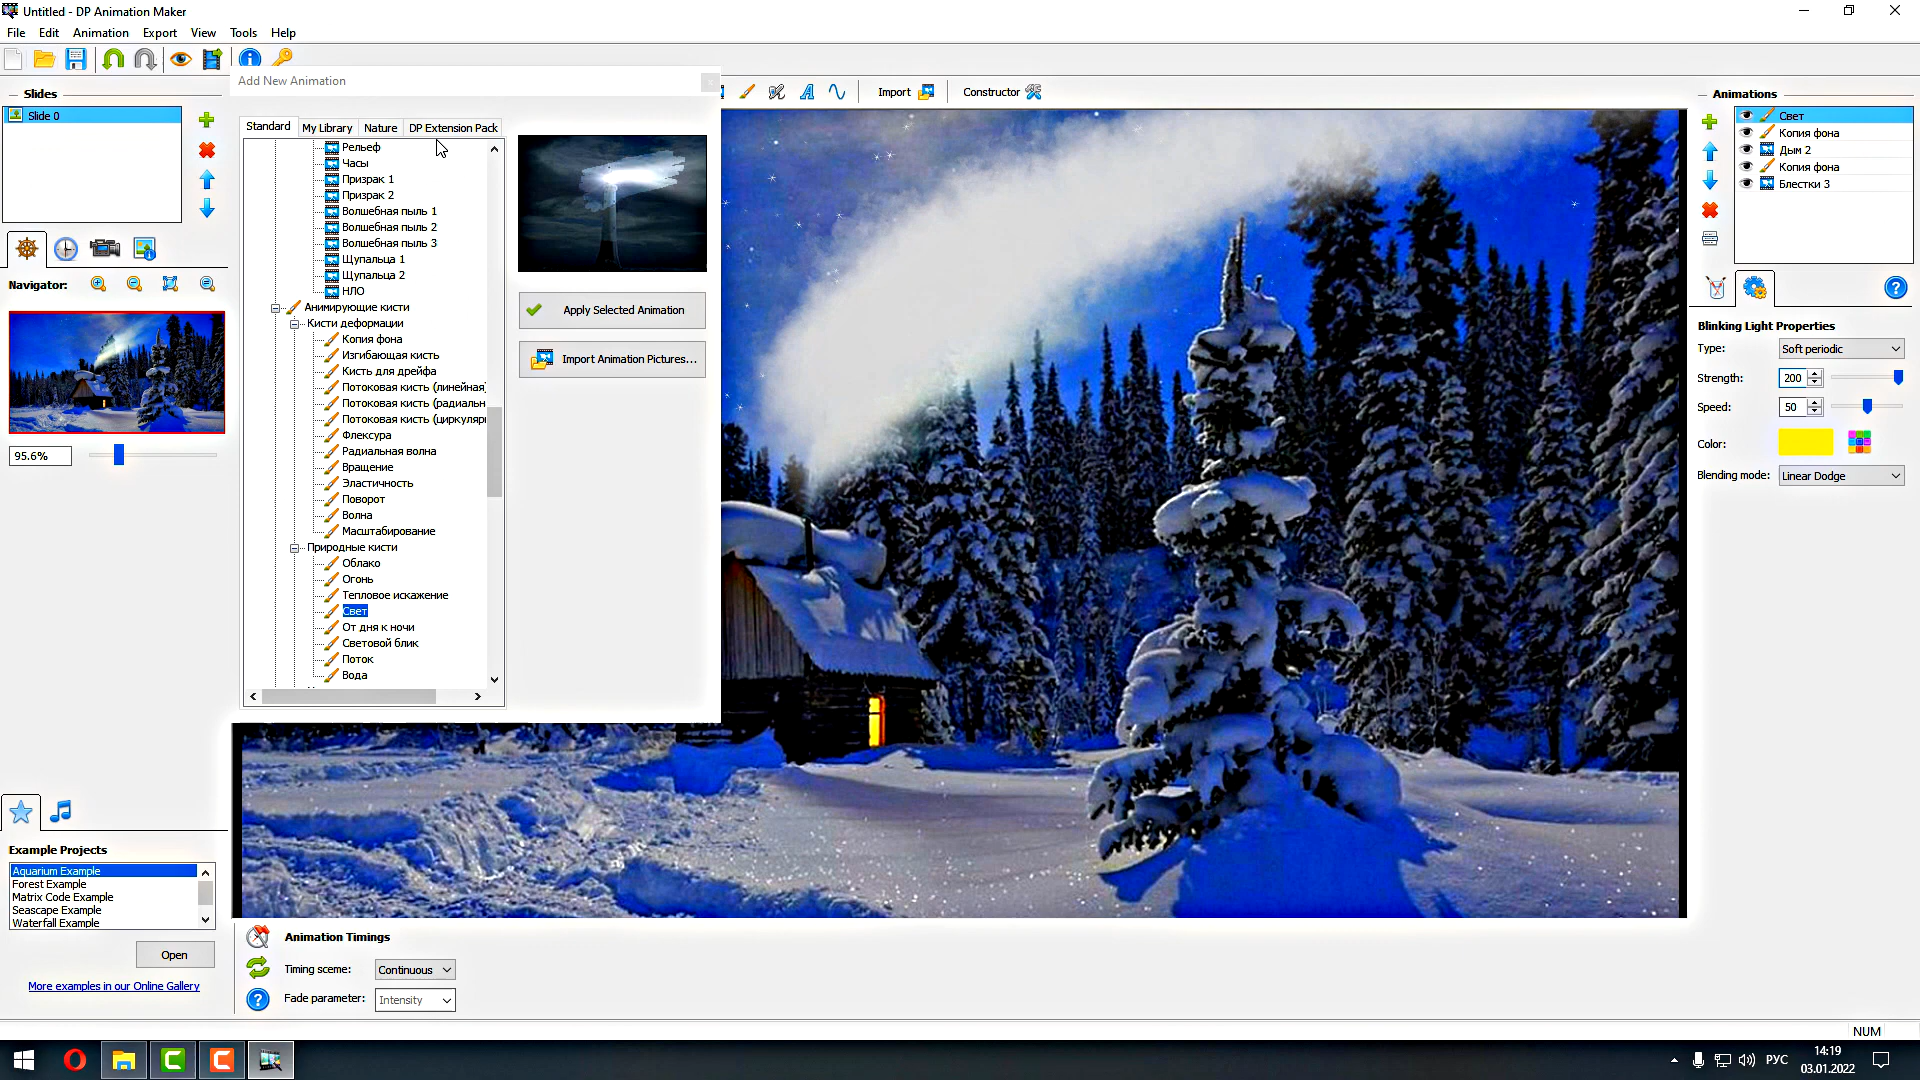 Untitled - DP Animation Maker
File Edit Animation Export View Tools Help
Add New Animation
Import
Constructor
Slides
Slide 0
Navigator:
95.6%
Standard My Library Nature DP Extension Pack
Рельеф
Часы
Призрак 1
Призрак 2
Волшебная пыль 1
Волшебная пыль 2
Волшебная пыль 3
Щупальца 1
Щупальца 2
НЛО
Анимирующие кисти
Кисти деформации
Копия фона
Изгибающая кисть
Кисть для дрейфа
Потоковая кисть (линейная
Потоковая кисть (радиальн
Потоковая кисть (циркуляр
Флексура
Радиальная волна
Вращение
Эластичность
Поворот
Волна
Масштабирование
Природные кисти
Облако
Огонь
Тепловое искажение
Свет
От дня к ночи
Световой блик
Поток
Вода
Apply Selected Animation
Import Animation Pictures...
Animations
Свет
Копия фона
Дым 2
Копия фона
Блестки 3
Blinking Light Properties
Type: Soft periodic
Strength: 200
Speed: 50
Color:
Blending mode: Linear Dodge
Example Projects
Aquarium Example
Forest Example
Matrix Code Example
Seascape Example
Waterfall Example
Open
More examples in our Online Gallery
Animation Timings
Timing sceme: Continuous
Fade parameter: Intensity
NUM
РУС
14:19
03.01.2022